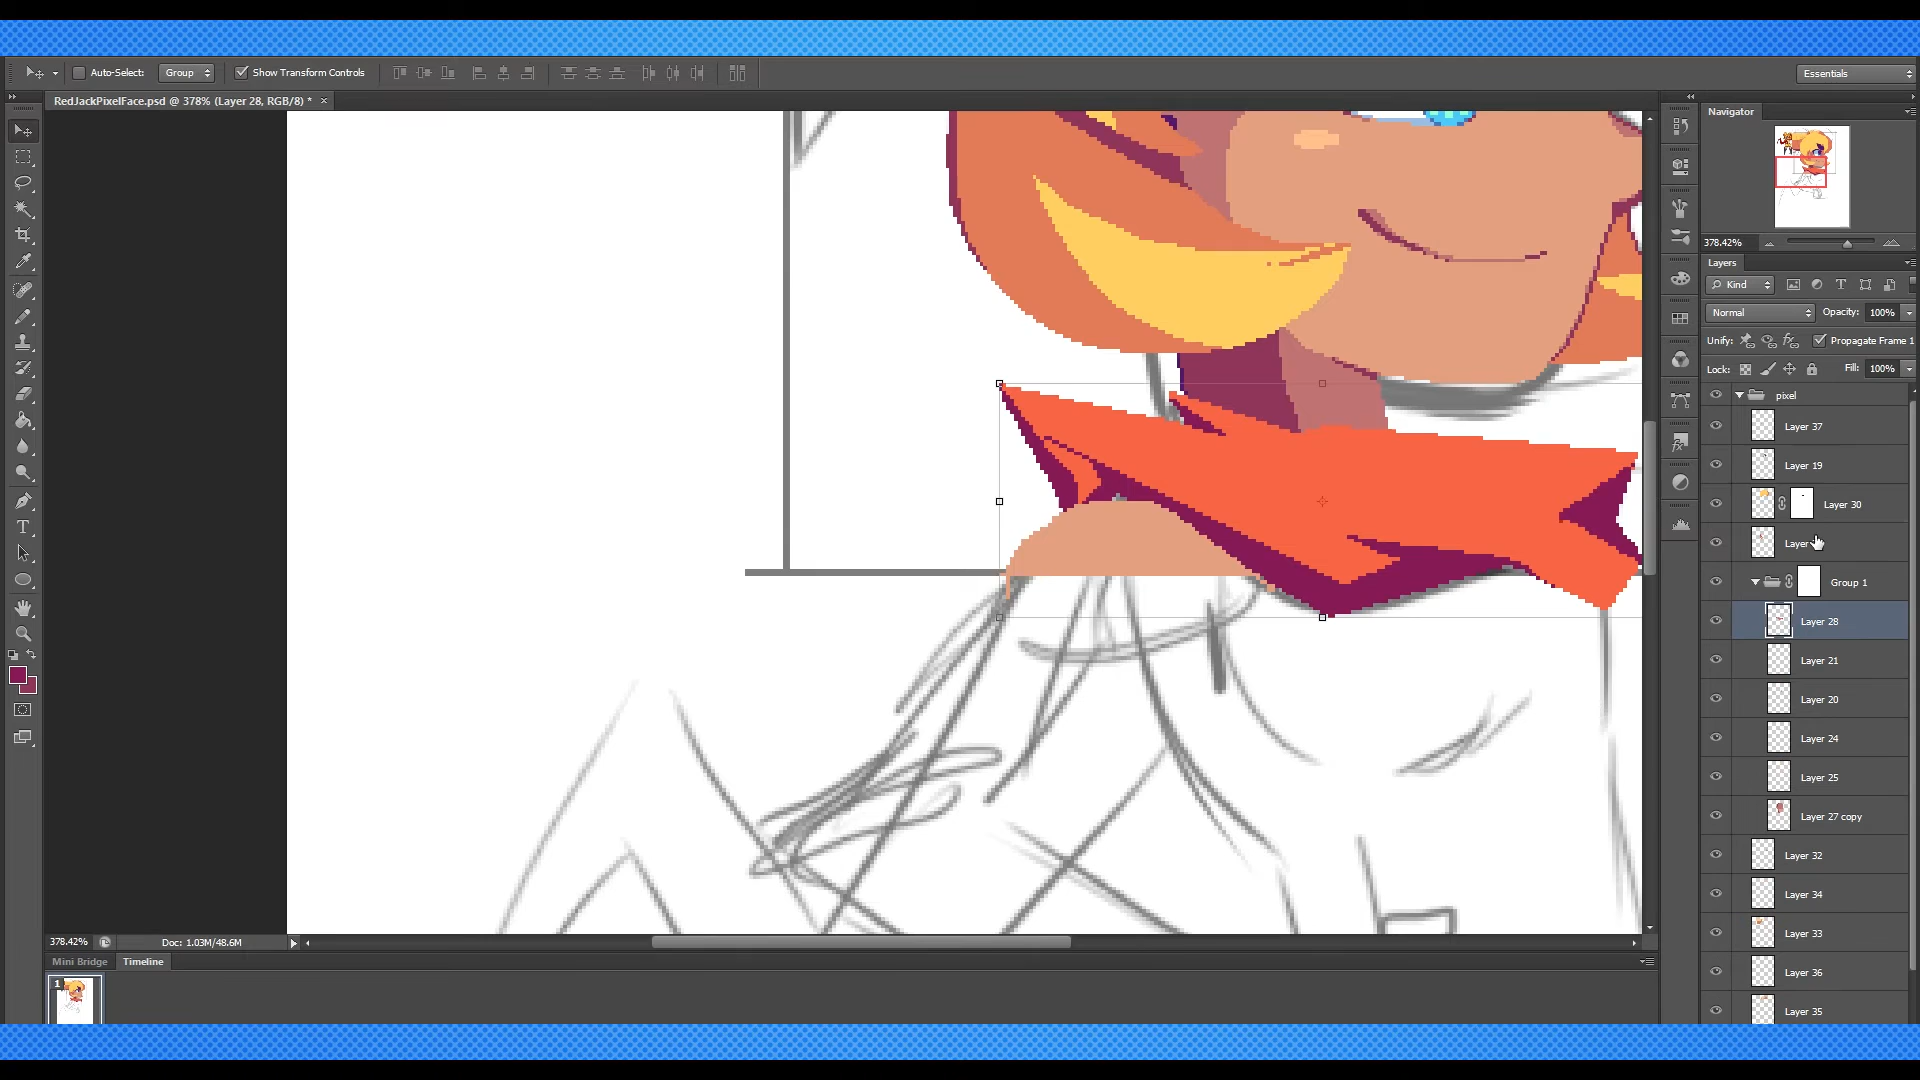 Auto-Select:
Group
Show Transform Controls
Essentials
RedJackPixelFace.psd @ 378% (Layer 28, RGB/8) *
Navigator
378.42%
Layers
Kind
T
Normal
Opacity:
100%
Unify:
Propagate Frame 1
Lock:
Fill:
100%
pixel
Layer 37
Layer 19
Layer 30
Layer
Group 1
Layer 28
Layer 21
Layer 20
Layer 24
Layer 25
Layer 27 copy
Layer 32
Layer 34
Layer 33
Layer 36
Layer 35
378.42%
Doc: 1.03M/48.6M
Mini Bridge
Timeline
1